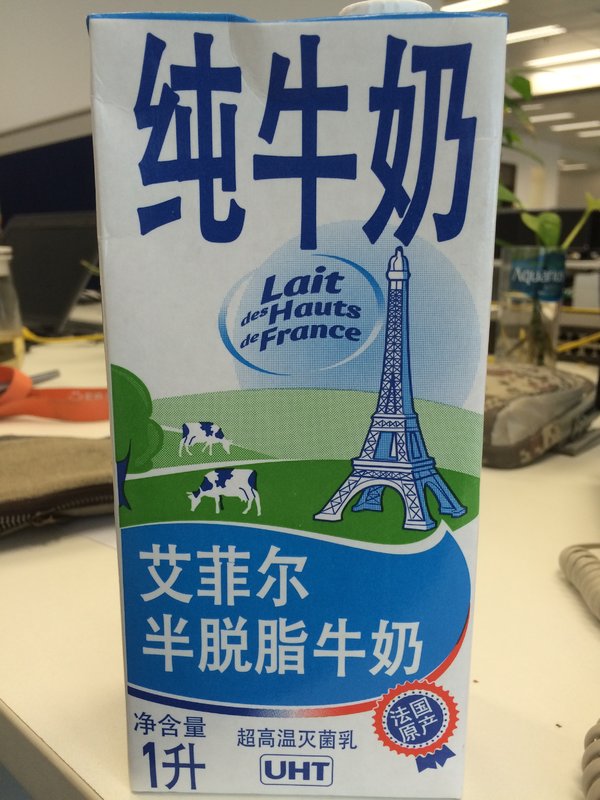 纯牛奶
Lait
des Hauts
de France
Aquarius
艾菲尔
半脱脂牛奶
法国
原产
净含量
1升
超高温灭菌乳
UHT